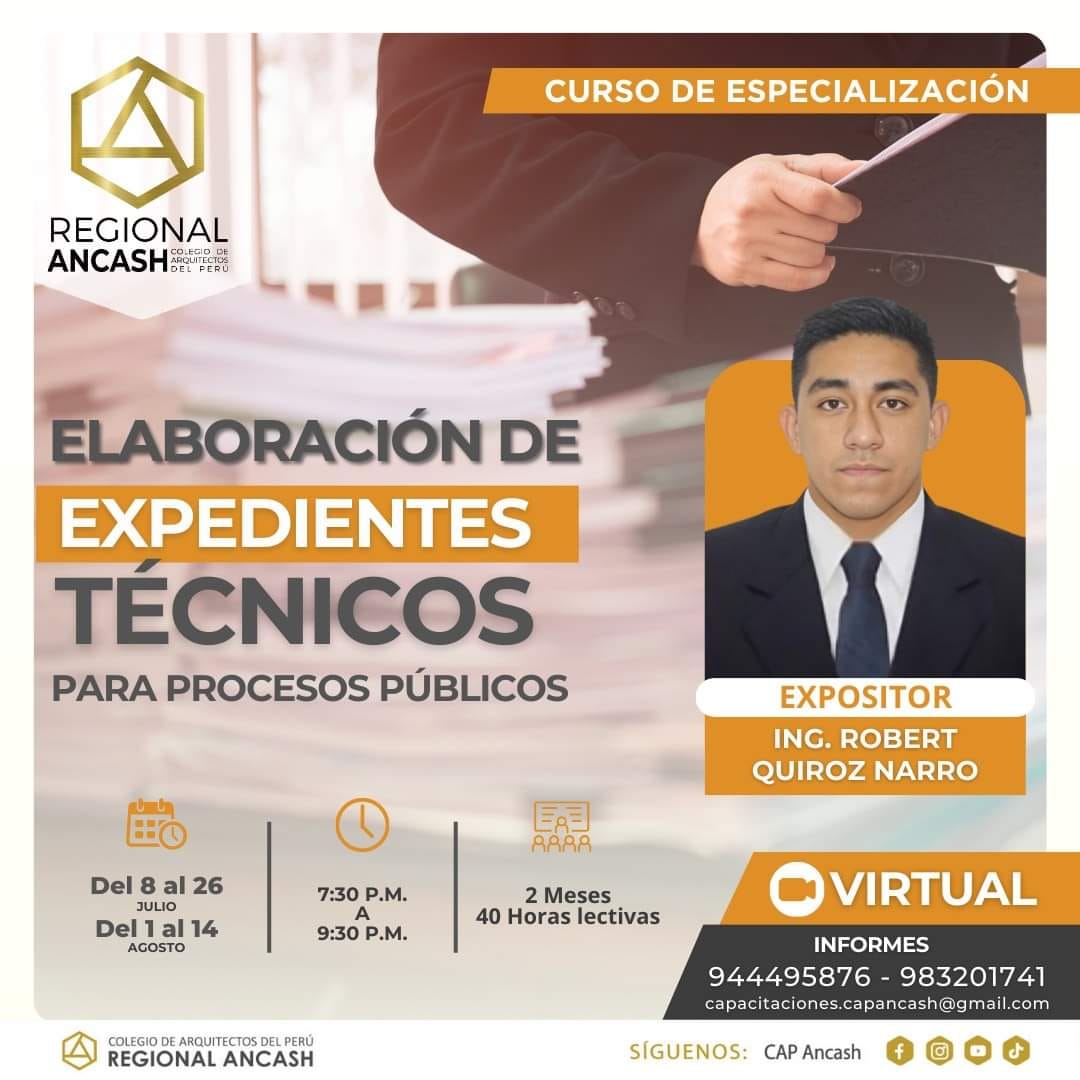 CURSO DE ESPECIALIZACIÓN
REGIONAL
ANCASH
COLEGIO DE
ARQUITECTOS
DEL PERÚ
ELABORACIÓN DE
EXPEDIENTES
TÉCNICOS
PARA PROCESOS PÚBLICOS
EXPOSITOR
ING. ROBERT
QUIROZ NARRO
Del 8 al 26
JULIO
Del 1 al 14
AGOSTO
7:30 P.M.
A
9:30 P.M.
2 Meses
40 Horas lectivas
VIRTUAL
INFORMES
944495876 - 983201741
capacitaciones.capancash@gmail.com
COLEGIO DE ARQUITECTOS DEL PERÚ
REGIONAL ANCASH
SÍGUENOS: CAP Ancash